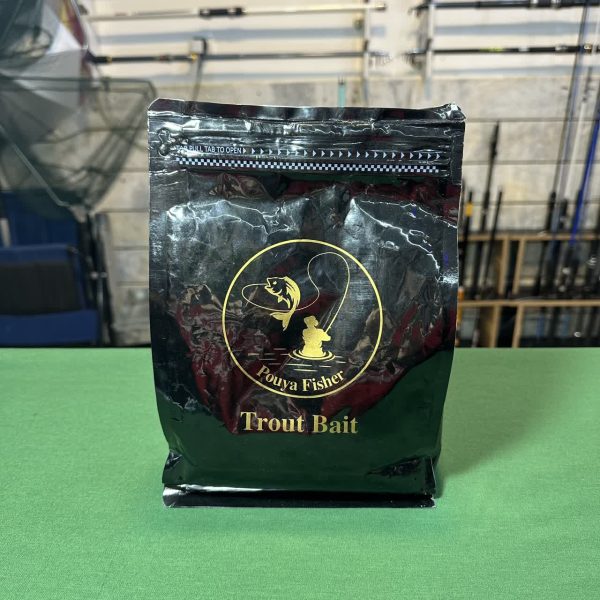 PULL TAB TO OPEN
Pouya Fisher
Trout Bait